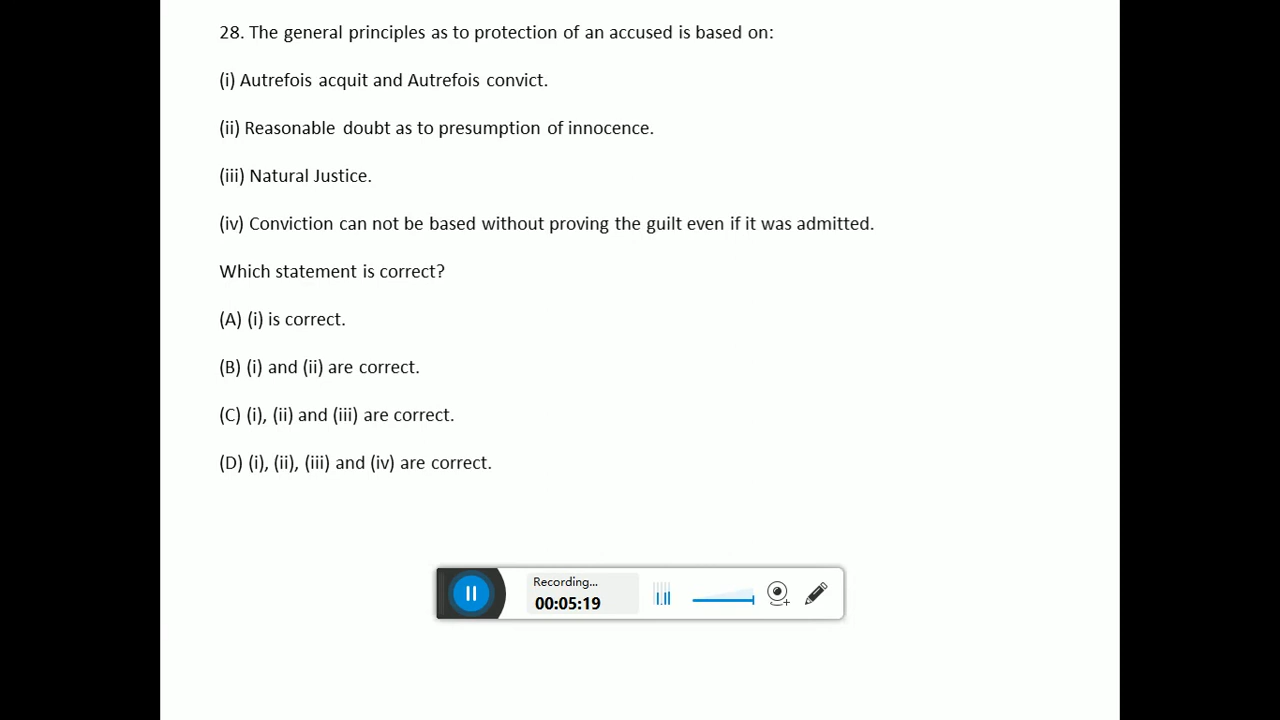 28. The general principles as to protection of an accused is based on:
(i) Autrefois acquit and Autrefois convict.
(ii) Reasonable doubt as to presumption of innocence.
(iii) Natural Justice.
(iv) Conviction can not be based without proving the guilt even if it was admitted.
Which statement is correct?
(A) (i) is correct.
(B) (i) and (ii) are correct.
(C) (i), (ii) and (iii) are correct.
(D) (i), (ii), (iii) and (iv) are correct.
Recording...
00:05:19